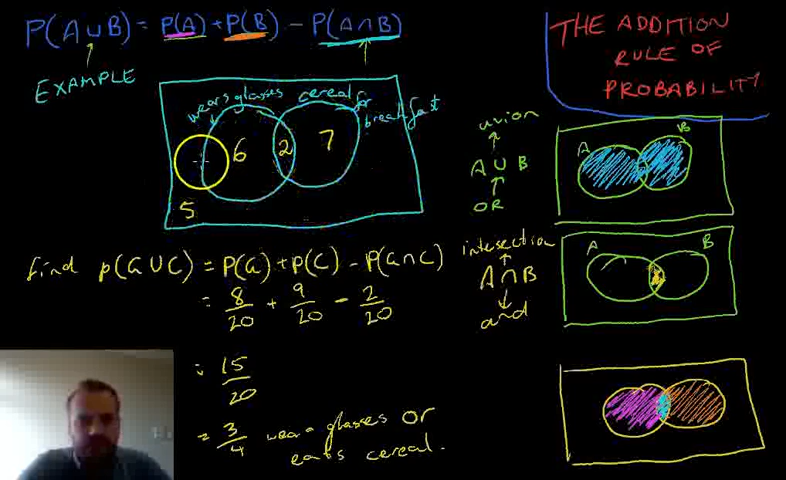 P(A∪B) = P(A) + P(B) - P(A∩B)
THE ADDITION
RULE OF
PROBABILITY
EXAMPLE
wears glasses
cereal for
breakfast
6
2
7
5
find p(G∪C) = P(G) + P(C) - P(G∩C)
= 8/20 + 9/20 - 2/20
= 15/20
= 3/4 wear glasses or
eats cereal.
union
A∪B
OR
A
B
intersection
A∩B
and
A
B